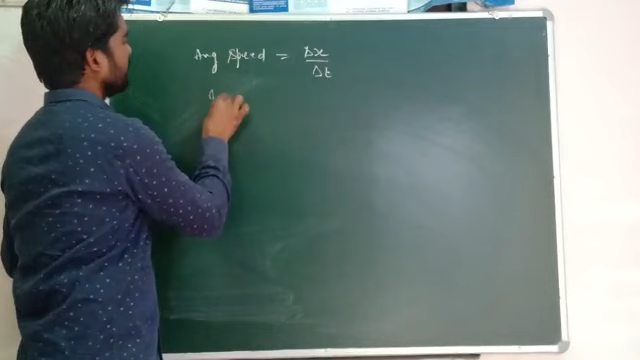 Avg Speed = Δx/Δt